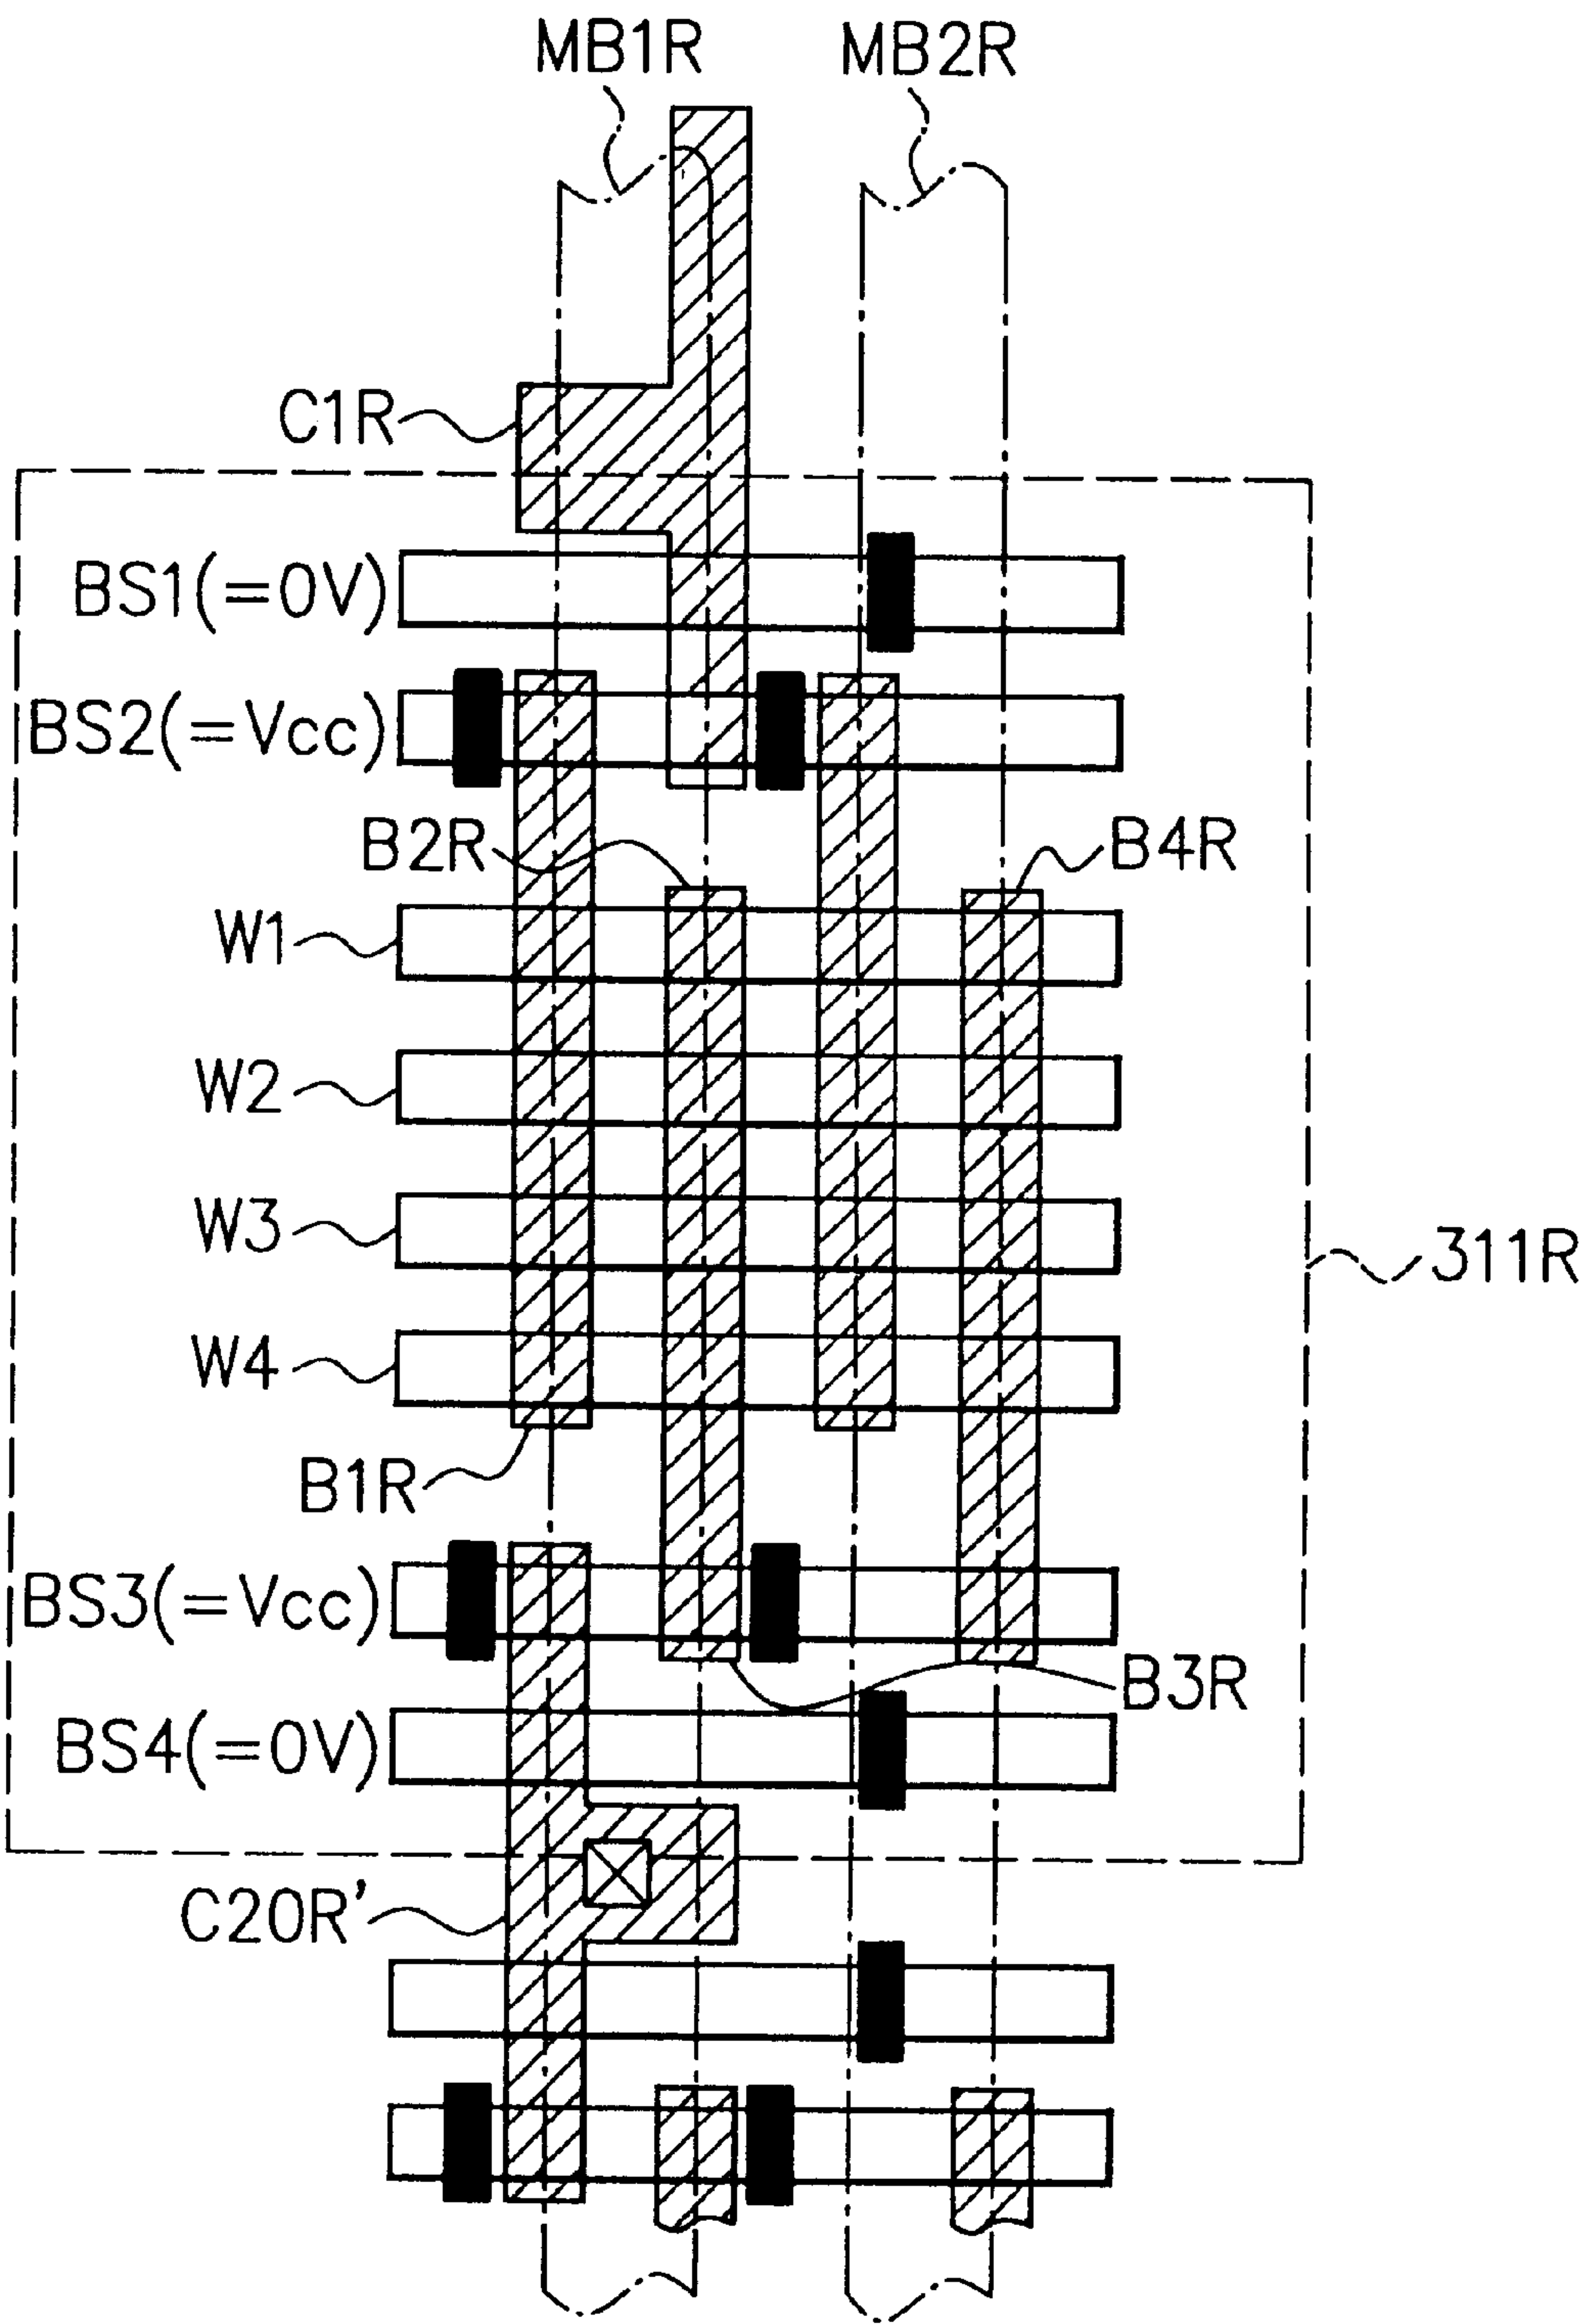 MB1R MB2R
C1R
BS1(=0V)
BS2(=Vcc)
B2R B4R
W1
W2
W3
311R
W4
B1R
BS3(=Vcc)
B3R
BS4(=0V)
C20R'